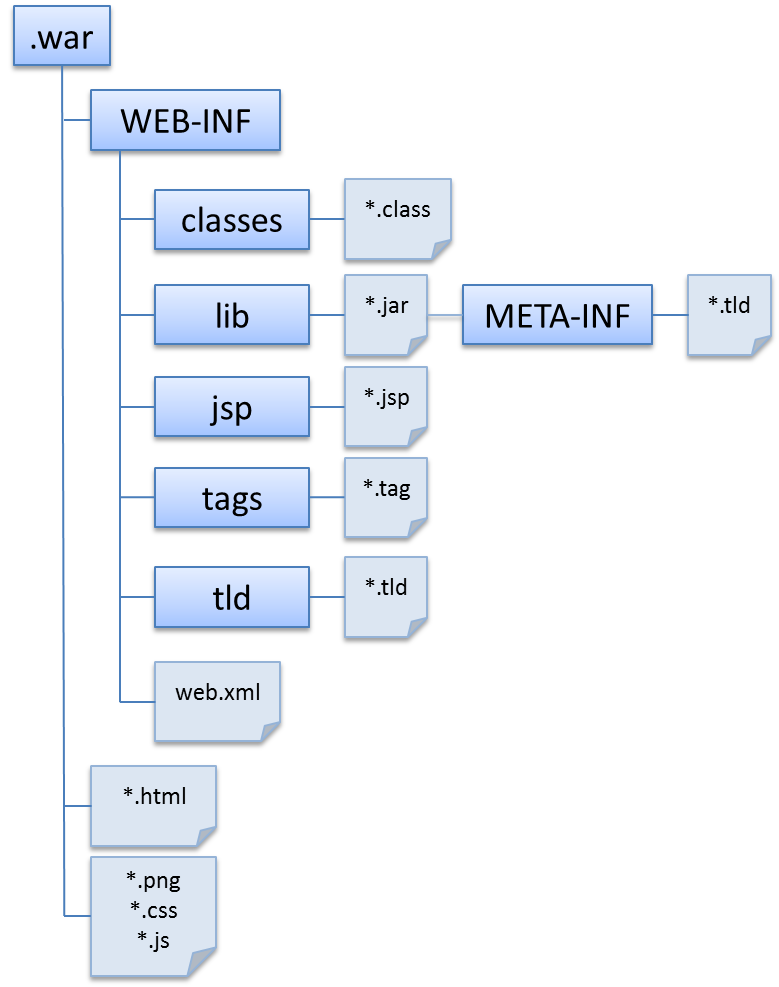 .war
WEB-INF
classes
*.class
lib
*.jar
META-INF
*.tld
jsp
*.jsp
tags
*.tag
tld
*.tld
web.xml
*.html
*.png
*.css
*.js